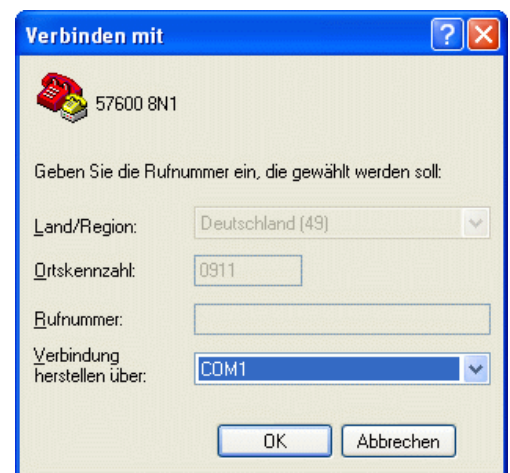 Verbinden mit
57600 8N1
Geben Sie die Rufnummer ein, die gewählt werden soll:
Land/Region: Deutschland (49)
Ortskennzahl: 0911
Rufnummer:
Verbindung
herstellen über: COM1
OK Abbrechen